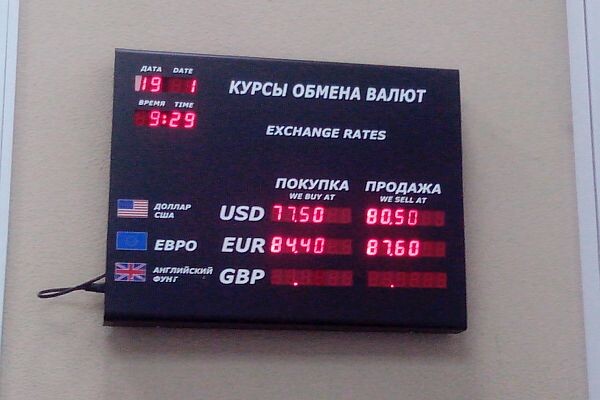 ДАТА DATE
19 1
ВРЕМЯ TIME
9:29
КУРСЫ ОБМЕНА ВАЛЮТ
EXCHANGE RATES
ПОКУПКА ПРОДАЖА
WE BUY AT WE SELL AT
ДОЛЛАР США USD 77.50 80.50
ЕВРО EUR 84.40 87.60
АНГЛИЙСКИЙ ФУНТ GBP . .